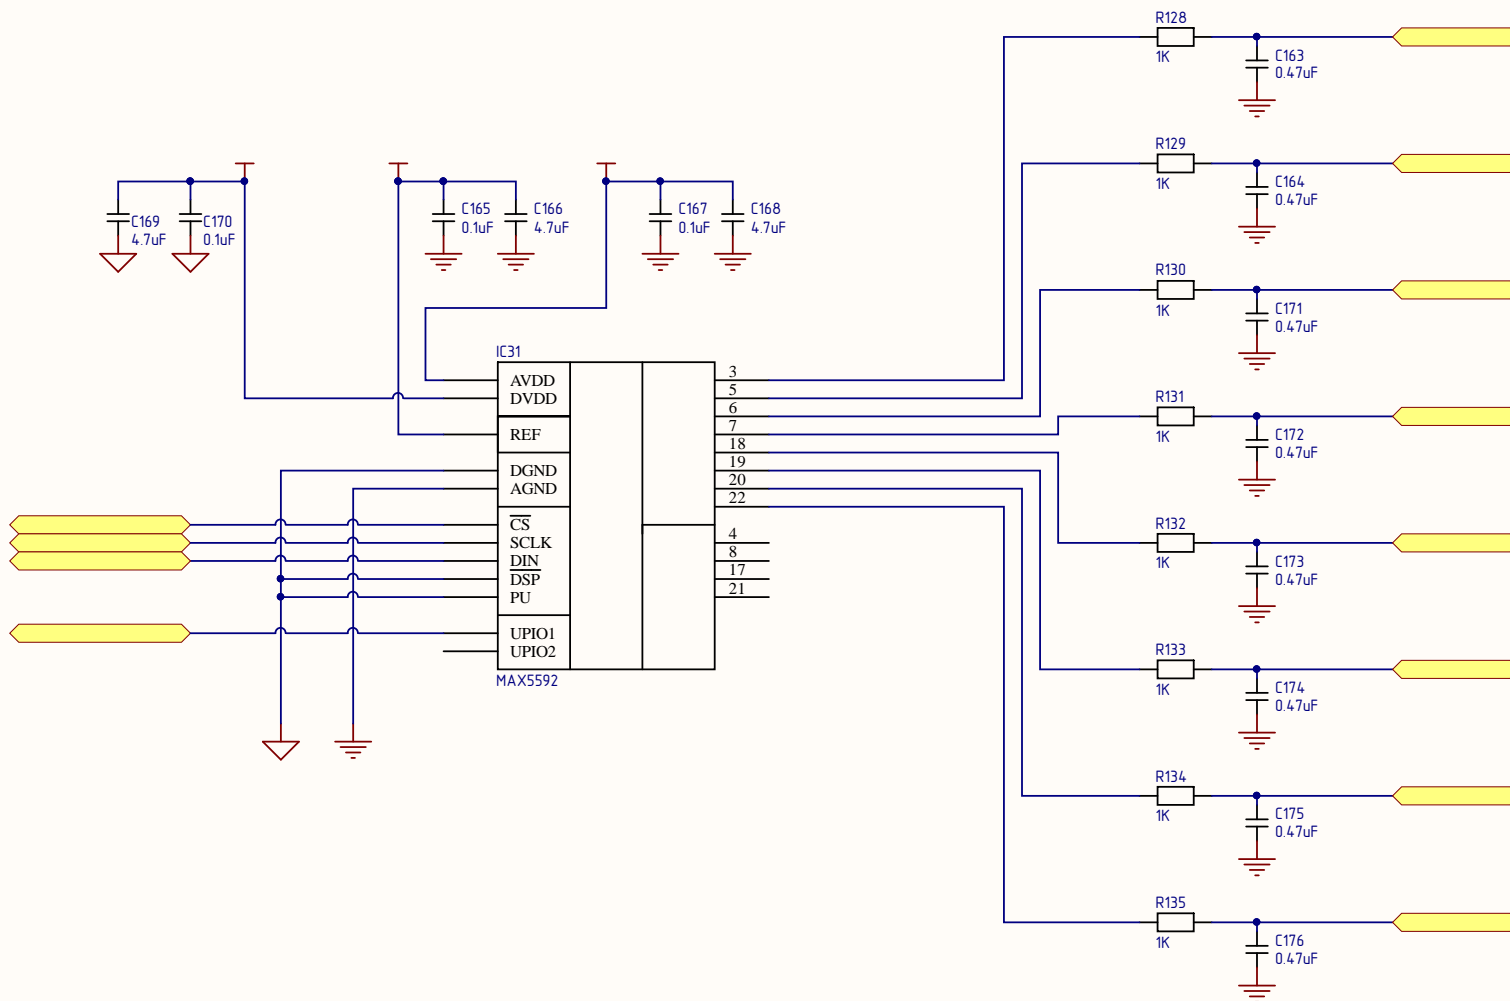 R128
1K
C163
0.47uF
R129
1K
C164
0.47uF
C169
4.7uF
C170
0.1uF
C165
0.1uF
C166
4.7uF
C167
0.1uF
C168
4.7uF
R130
1K
C171
0.47uF
IC31
AVDD
DVDD
REF
DGND
AGND
CS
SCLK
DIN
DSP
PU
UPIO1
UPIO2
MAX5592
3
5
6
7
18
19
20
22
4
8
17
21
R131
1K
C172
0.47uF
R132
1K
C173
0.47uF
R133
1K
C174
0.47uF
R134
1K
C175
0.47uF
R135
1K
C176
0.47uF